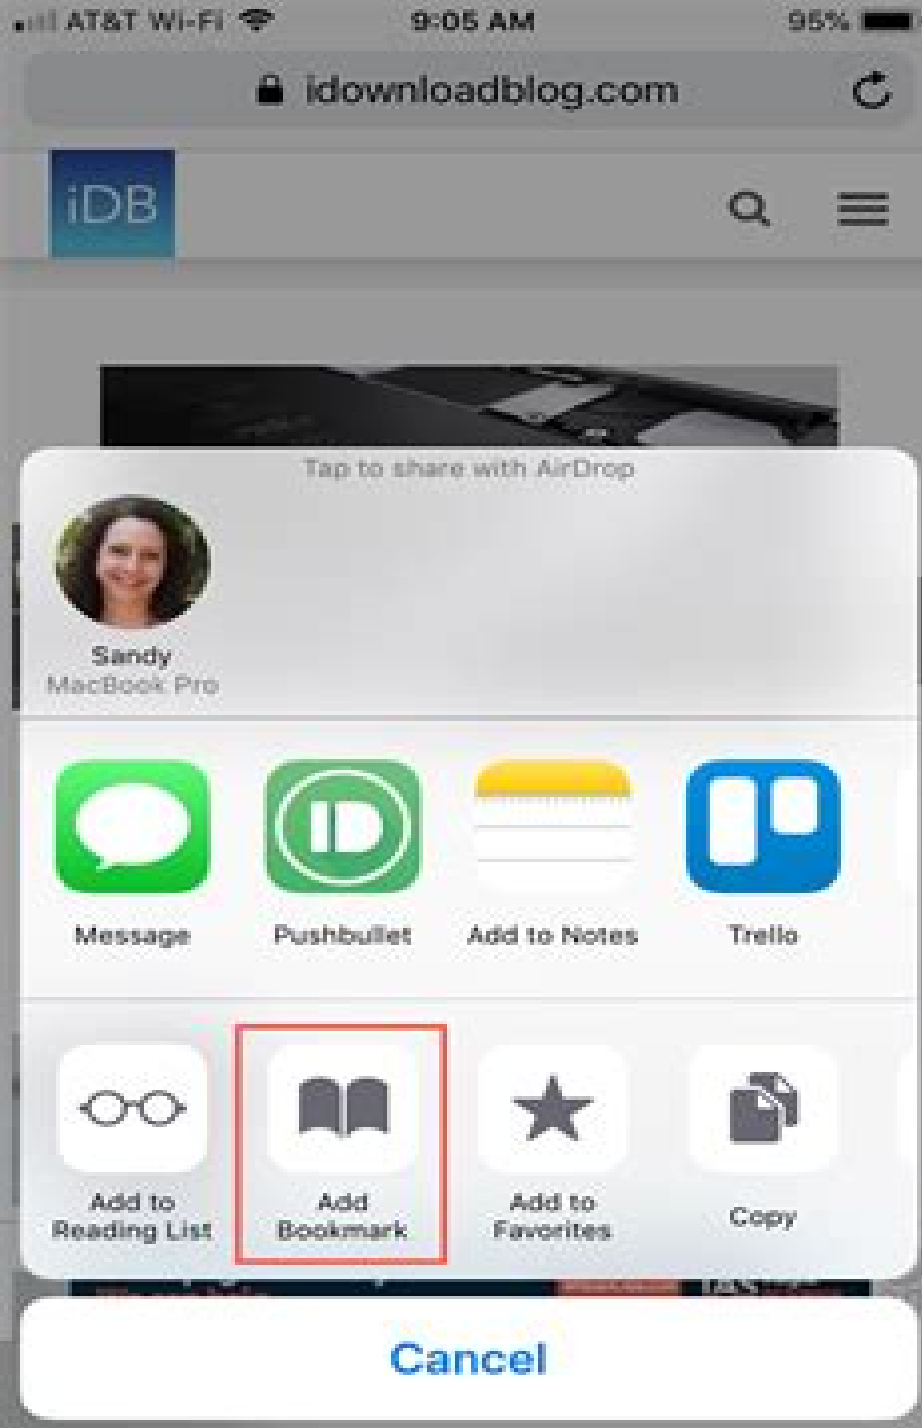 AT&T Wi-Fi 9:05 AM 95%
idownloadblog.com
iDB
Tap to share with AirDrop
Sandy
MacBook Pro
Message Pushbullet Add to Notes Trello
Add to
Reading List
Add
Bookmark
Add to
Favorites
Copy
Cancel